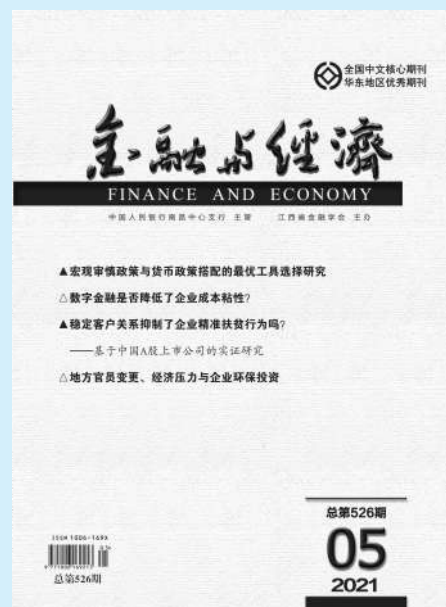 全国中文核心期刊
华东地区优秀期刊
金融与經濟
FINANCE AND ECONOMY
中国人民银行南昌中心支行 主管 江西省金融学会 主办
▲宏观审慎政策与货币政策搭配的最优工具选择研究
△数字金融是否降低了企业成本粘性?
▲稳定客户关系抑制了企业精准扶贫行为吗?
——基于中国A股上市公司的实证研究
△地方官员变更、经济压力与企业环保投资
总第526期
05
2021
ISSN 1006-169X
总第526期